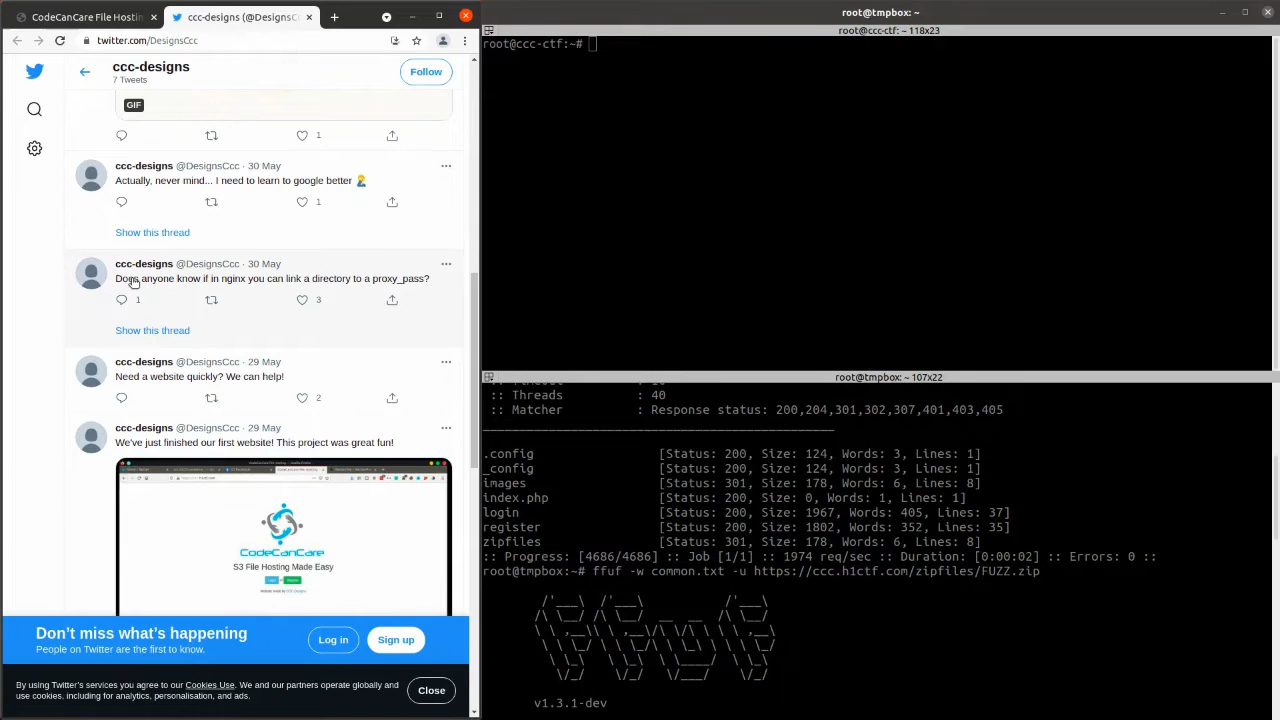 CodeCanCare File Hostin
ccc-designs (@DesignsC
twitter.com/DesignsCcc
ccc-designs
7 Tweets
Follow
GIF
1
ccc-designs @DesignsCcc · 30 May
Actually, never mind... I need to learn to google better 🤦‍♂️
1
Show this thread
ccc-designs @DesignsCcc · 30 May
Does anyone know if in nginx you can link a directory to a proxy_pass?
1
3
Show this thread
ccc-designs @DesignsCcc · 29 May
Need a website quickly? We can help!
2
ccc-designs @DesignsCcc · 29 May
We've just finished our first website! This project was great fun!
CodeCanCare
S3 File Hosting Made Easy
Don't miss what's happening
People on Twitter are the first to know.
Log in
Sign up
By using Twitter's services you agree to our Cookies Use. We and our partners operate globally and
use cookies, including for analytics, personalisation, and ads.
Close
root@tmpbox: ~
root@ccc-ctf: ~ 118x23
root@ccc-ctf:~#
root@tmpbox: ~ 107x22
:: Threads : 40
:: Matcher : Response status: 200,204,301,302,307,401,403,405
________________________________________________
.config [Status: 200, Size: 124, Words: 3, Lines: 1]
_config [Status: 200, Size: 124, Words: 3, Lines: 1]
images [Status: 301, Size: 178, Words: 6, Lines: 8]
index.php [Status: 200, Size: 0, Words: 1, Lines: 1]
login [Status: 200, Size: 1967, Words: 405, Lines: 37]
register [Status: 200, Size: 1802, Words: 352, Lines: 35]
zipfiles [Status: 301, Size: 178, Words: 6, Lines: 8]
:: Progress: [4686/4686] :: Job [1/1] :: 1974 req/sec :: Duration: [0:00:02] :: Errors: 0 ::
root@tmpbox:~# ffuf -w common.txt -u https://ccc.h1ctf.com/zipfiles/FUZZ.zip
v1.3.1-dev